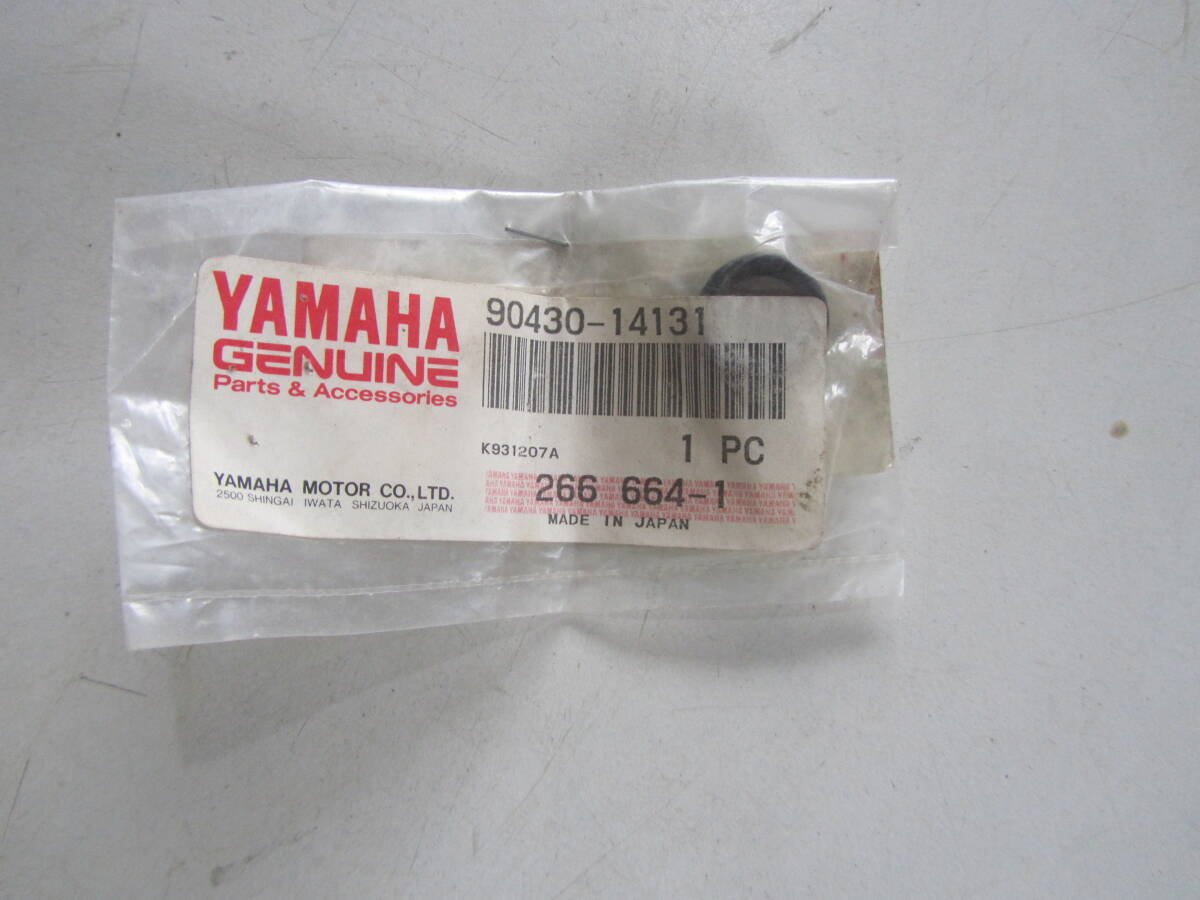 YAMAHA
GENUINE
Parts & Accessories
90430-14131
K931207A
1 PC
YAMAHA MOTOR CO.,LTD.
2500 SHINGAI IWATA SHIZUOKA JAPAN
266 664-1
MADE IN JAPAN